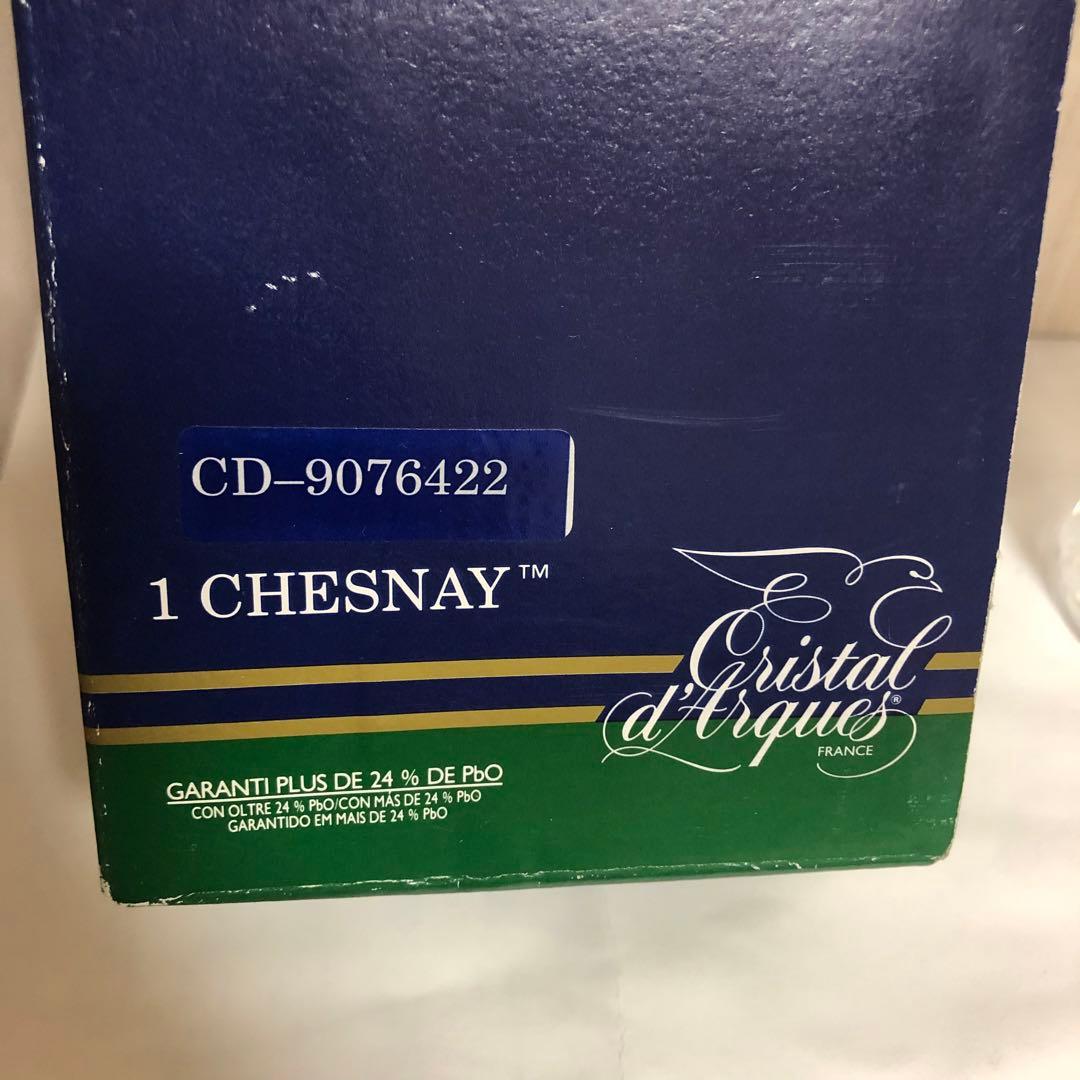 CD–9076422
1 CHESNAY™
Cristal
d'Arques®
FRANCE
GARANTI PLUS DE 24 % DE PbO
CON OLTRE 24 % PbO/CON MÁS DE 24 % PbO
GARANTIDO EM MAIS DE 24 % PbO